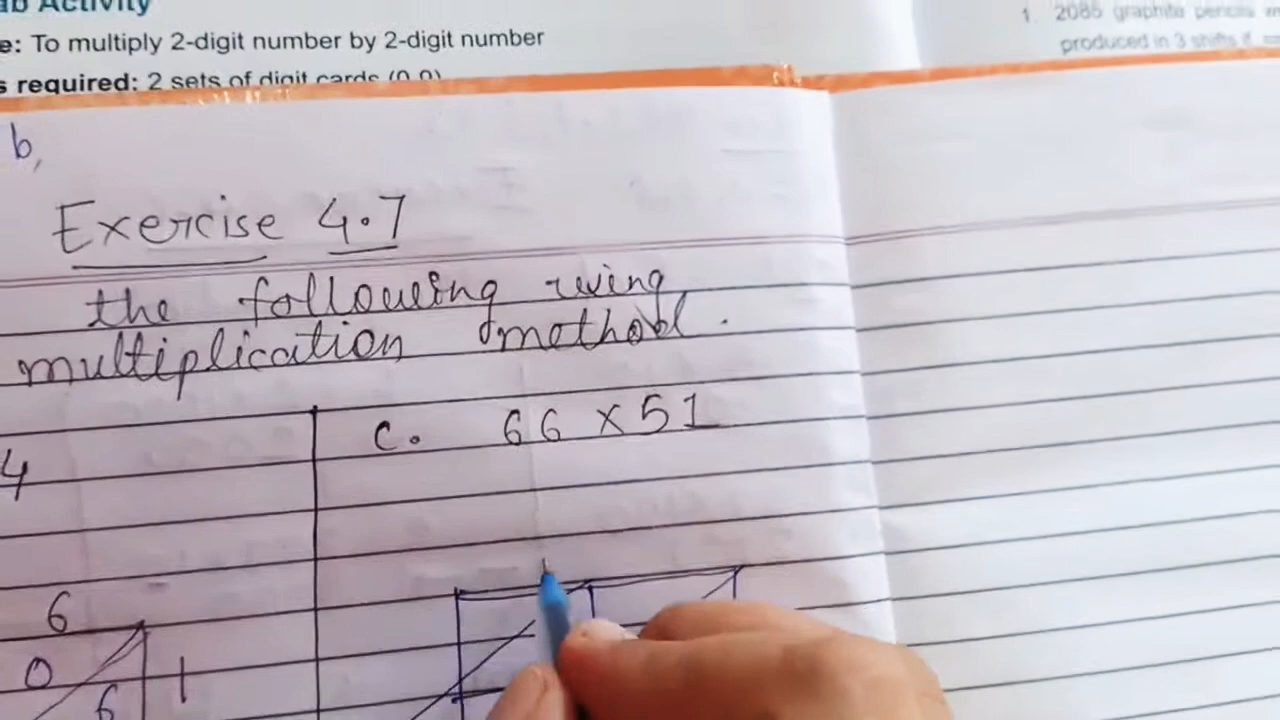 Activity
e: To multiply 2-digit number by 2-digit number
s required: 2 sets of digit cards
1. 2085 graphite pencils
produced in 3 shifts
b,
Exercise 4.7
the following using
multiplication method.
4
c. 66 x 51
6
0
6
1